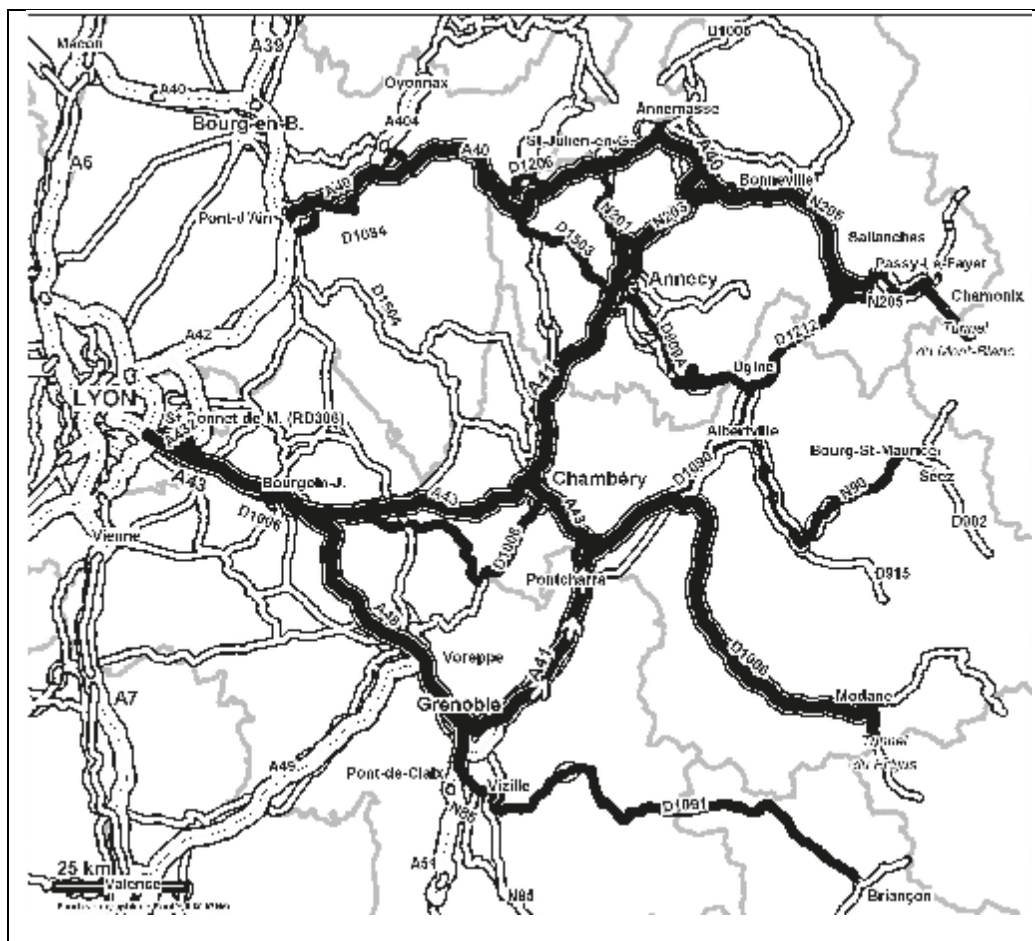 Mâcon
A39
D1005
A40
Oyonnax
Annemasse
Bourg-en-B.
A404
St-Julien-en-G.
A6
A40
D1206
A40
Bonneville
A40
N205
Pont-d'Ain
N201
N203
D1084
D1503
Sallanches
Passy-Le-Fayet
Annecy
N205
Chamonix
D1504
Tunnel
du Mont-Blanc
A42
D1212
Ugine
LYON
A41
St-Bonnet de M. (RD306)
A432
Albertville
Bourg-St-Maurice
A43
Bourgoin-J.
Chambéry
D1090
Seez
N90
A43
D1006
A43
D902
Vienne
D1006
Pontcharra
D915
A48
Voreppe
A41
D1006
A7
Modane
Grenoble
Tunnel
du Fréjus
A49
Pont-de-Claix
Vizille
N85
D1091
A51
25 km
Valence
N85
Briançon